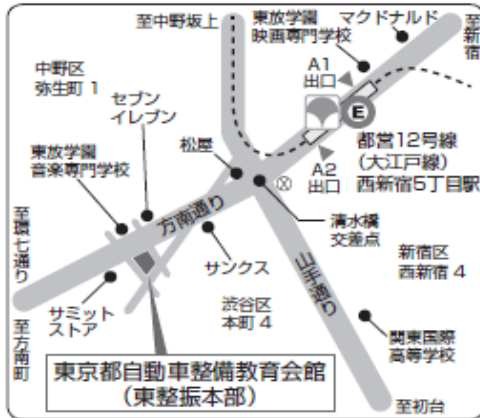 至中野坂上
東放学園
映画専門学校
マクドナルド
至新宿
中野区
弥生町 1
A1
出口
セブン
イレブン
E
東放学園
音楽専門学校
松屋
A2
出口
都営12号線
(大江戸線)
西新宿5丁目駅
方南通り
清水橋
交差点
至環七通り
サンクス
山手通り
新宿区
西新宿 4
サミット
ストア
渋谷区
本町 4
至方南町
関東国際
高等学校
東京都自動車整備教育会館
(東整振本部)
至初台